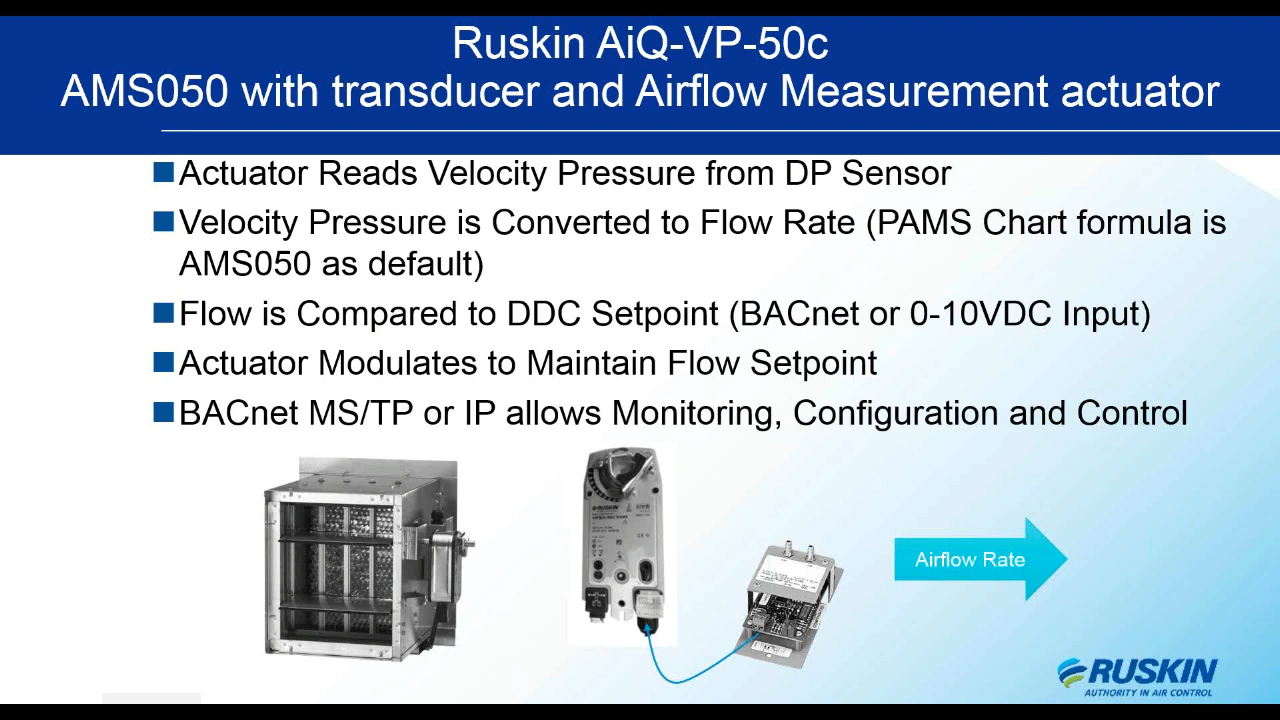 Ruskin AiQ-VP-50c
AMS050 with transducer and Airflow Measurement actuator
Actuator Reads Velocity Pressure from DP Sensor
Velocity Pressure is Converted to Flow Rate (PAMS Chart formula is
AMS050 as default)
Flow is Compared to DDC Setpoint (BACnet or 0-10VDC Input)
Actuator Modulates to Maintain Flow Setpoint
BACnet MS/TP or IP allows Monitoring, Configuration and Control
RUSKIN
Airflow Rate
RUSKIN
AUTHORITY IN AIR CONTROL